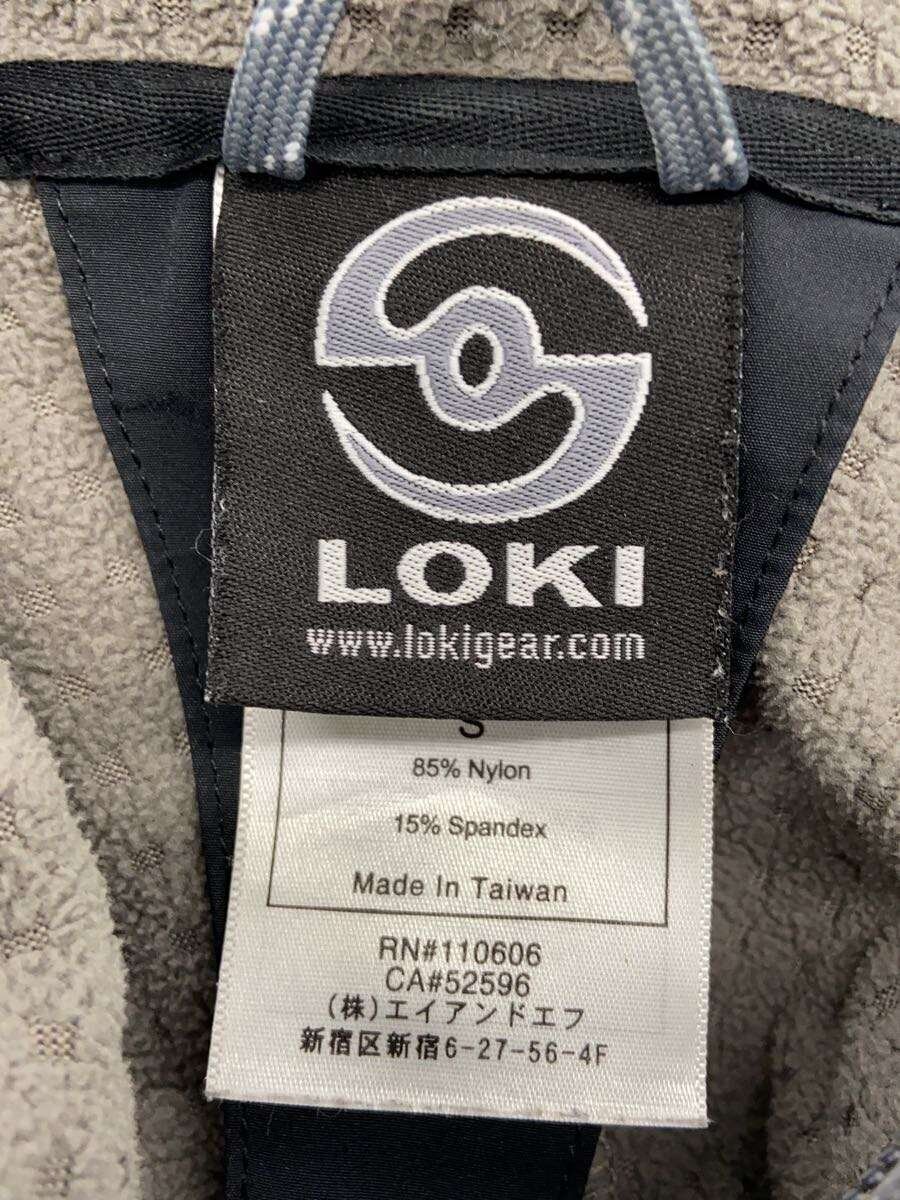 LOKI
www.lokigear.com
S
85% Nylon
15% Spandex
Made In Taiwan
RN#110606
CA#52596
(株)エイアンドエフ
新宿区新宿6-27-56-4F